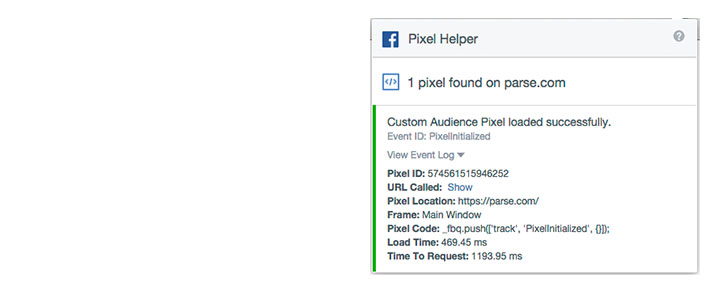 Pixel Helper
1 pixel found on parse.com
Custom Audience Pixel loaded successfully.
Event ID: PixelInitialized
View Event Log
Pixel ID: 574561515946252
URL Called: Show
Pixel Location: https://parse.com/
Frame: Main Window
Pixel Code: _fbq.push(['track', 'PixelInitialized', {}]);
Load Time: 469.45 ms
Time To Request: 1193.95 ms